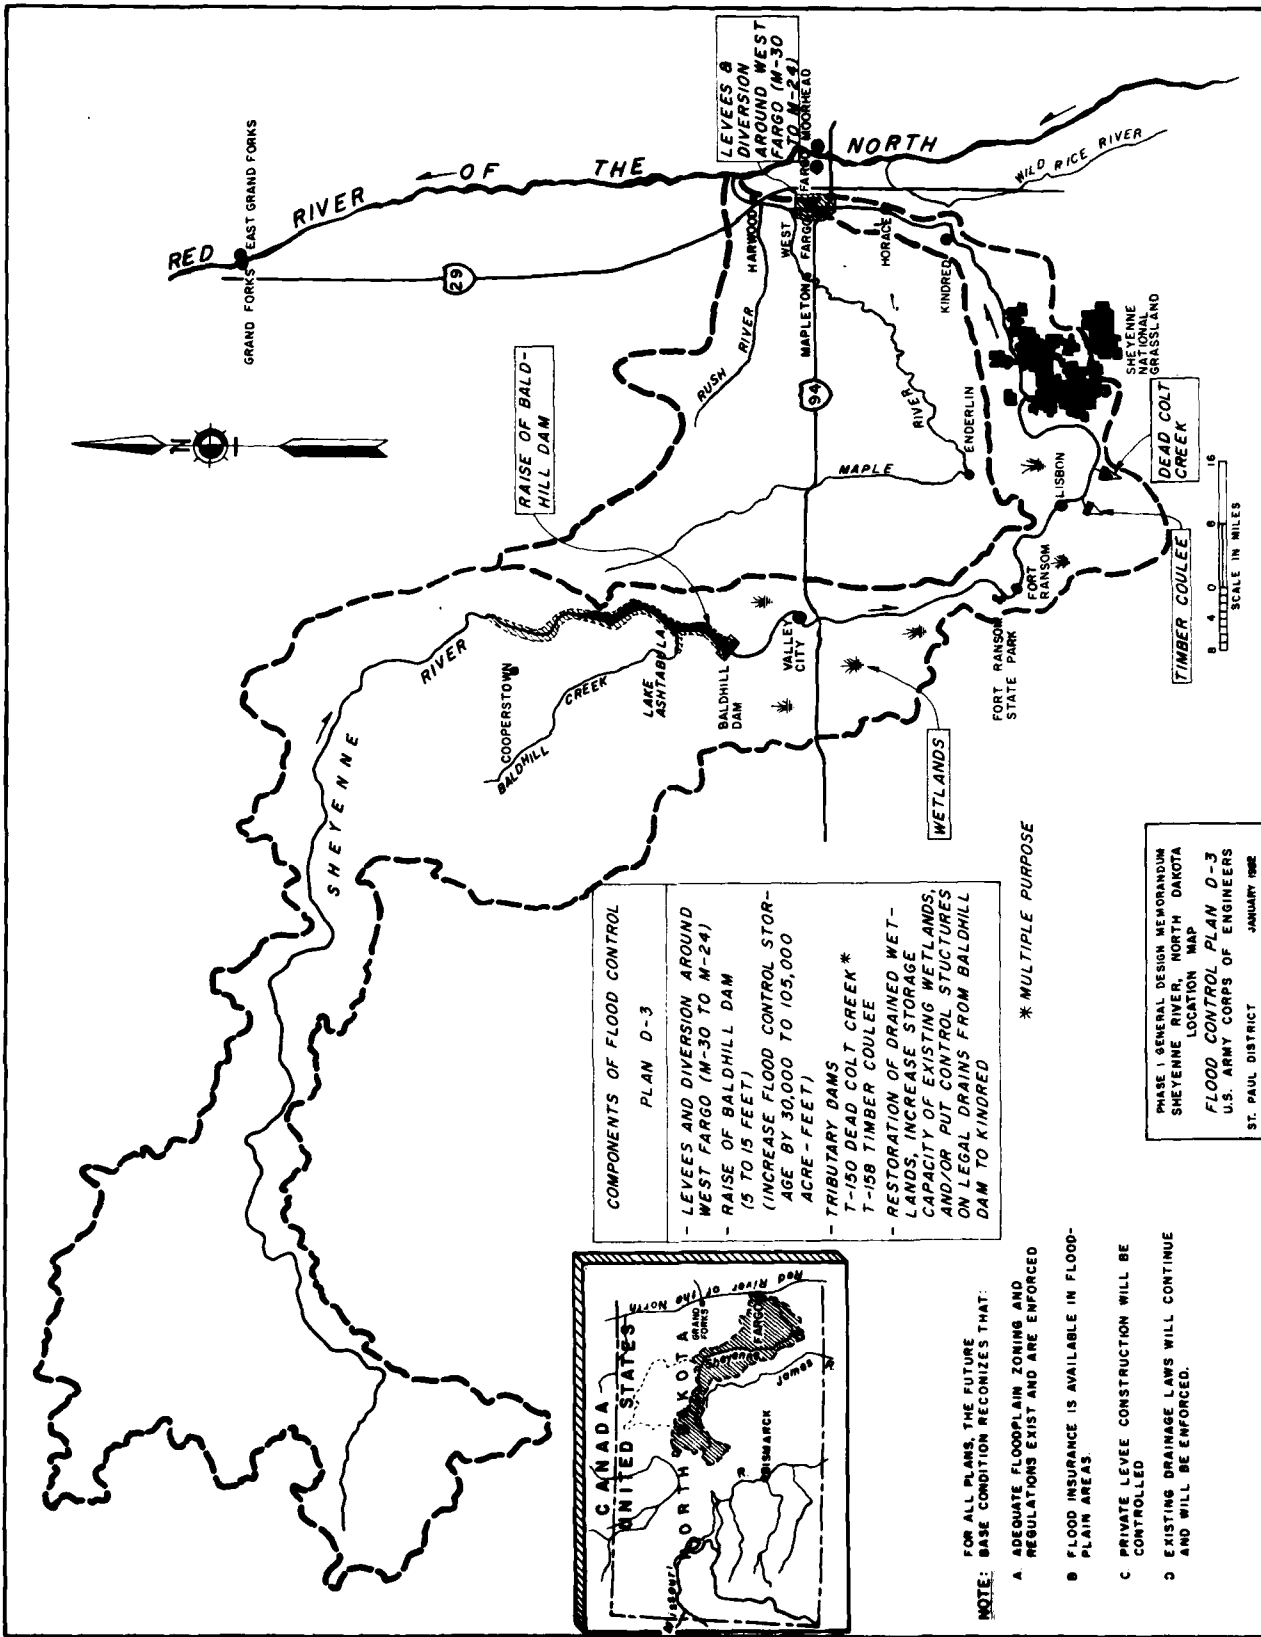 RED
RIVER
OF
THE
NORTH
GRAND FORKS
EAST GRAND FORKS
29
LEVEES &
DIVERSION
AROUND WEST
FARGO (M-30
TO M-24)
HARWOOD
WEST
FARGO
FARGO
MOORHEAD
MAPLETON
HORACE
KINDRED
WILD RICE RIVER
RUSH
RIVER
94
MAPLE
RIVER
ENDERLIN
SHEYENNE
NATIONAL
GRASSLAND
DEAD COLT
CREEK
LISBON
TIMBER COULEE
FORT
RANSOM
FORT RANSOM
STATE PARK
RAISE OF BALD-
HILL DAM
N
SHEYENNE
RIVER
COOPERSTOWN
BALDHILL
CREEK
LAKE
ASHTABULA
BALDHILL
DAM
VALLEY
CITY
WETLANDS
8 4 0 8 16
SCALE IN MILES
COMPONENTS OF FLOOD CONTROL
PLAN D-3
- LEVEES AND DIVERSION AROUND
WEST FARGO (M-30 TO M-24)
- RAISE OF BALDHILL DAM
(5 TO 15 FEET)
(INCREASE FLOOD CONTROL STOR-
AGE BY 30,000 TO 105,000
ACRE-FEET)
- TRIBUTARY DAMS
T-150 DEAD COLT CREEK*
T-158 TIMBER COULEE
- RESTORATION OF DRAINED WET-
LANDS, INCREASE STORAGE
CAPACITY OF EXISTING WETLANDS,
AND/OR PUT CONTROL STUCTURES
ON LEGAL DRAINS FROM BALDHILL
DAM TO KINDRED
* MULTIPLE PURPOSE
CANADA
UNITED STATES
NORTH DAKOTA
Red River of the North
GRAND
FORKS
FARGO
Sheyenne
James
BISMARCK
Missouri
NOTE: FOR ALL PLANS, THE FUTURE
BASE CONDITION RECONIZES THAT:
A ADEQUATE FLOODPLAIN ZONING AND
REGULATIONS EXIST AND ARE ENFORCED
B FLOOD INSURANCE IS AVAILABLE IN FLOOD-
PLAIN AREAS.
C PRIVATE LEVEE CONSTRUCTION WILL BE
CONTROLLED
D EXISTING DRAINAGE LAWS WILL CONTINUE
AND WILL BE ENFORCED.
PHASE I GENERAL DESIGN MEMORANDUM
SHEYENNE RIVER, NORTH DAKOTA
LOCATION MAP
FLOOD CONTROL PLAN D-3
U.S. ARMY CORPS OF ENGINEERS
ST. PAUL DISTRICT JANUARY 1982